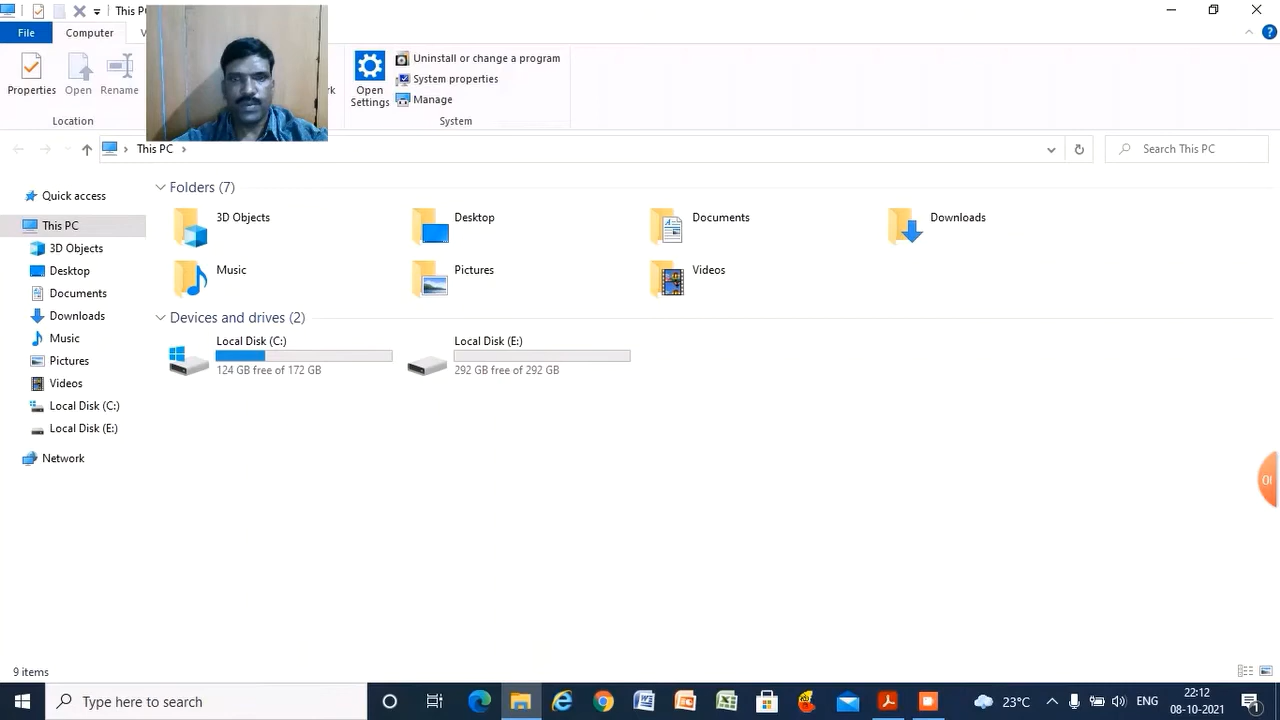 This P
File
Computer
V
Properties
Open
Rename
Location
rk
Open
Settings
Uninstall or change a program
System properties
Manage
System
This PC
Search This PC
Quick access
This PC
3D Objects
Desktop
Documents
Downloads
Music
Pictures
Videos
Local Disk (C:)
Local Disk (E:)
Network
Folders (7)
3D Objects
Desktop
Documents
Downloads
Music
Pictures
Videos
Devices and drives (2)
Local Disk (C:)
124 GB free of 172 GB
Local Disk (E:)
292 GB free of 292 GB
01
9 items
Type here to search
23°C
ENG
22:12
08-10-2021
1